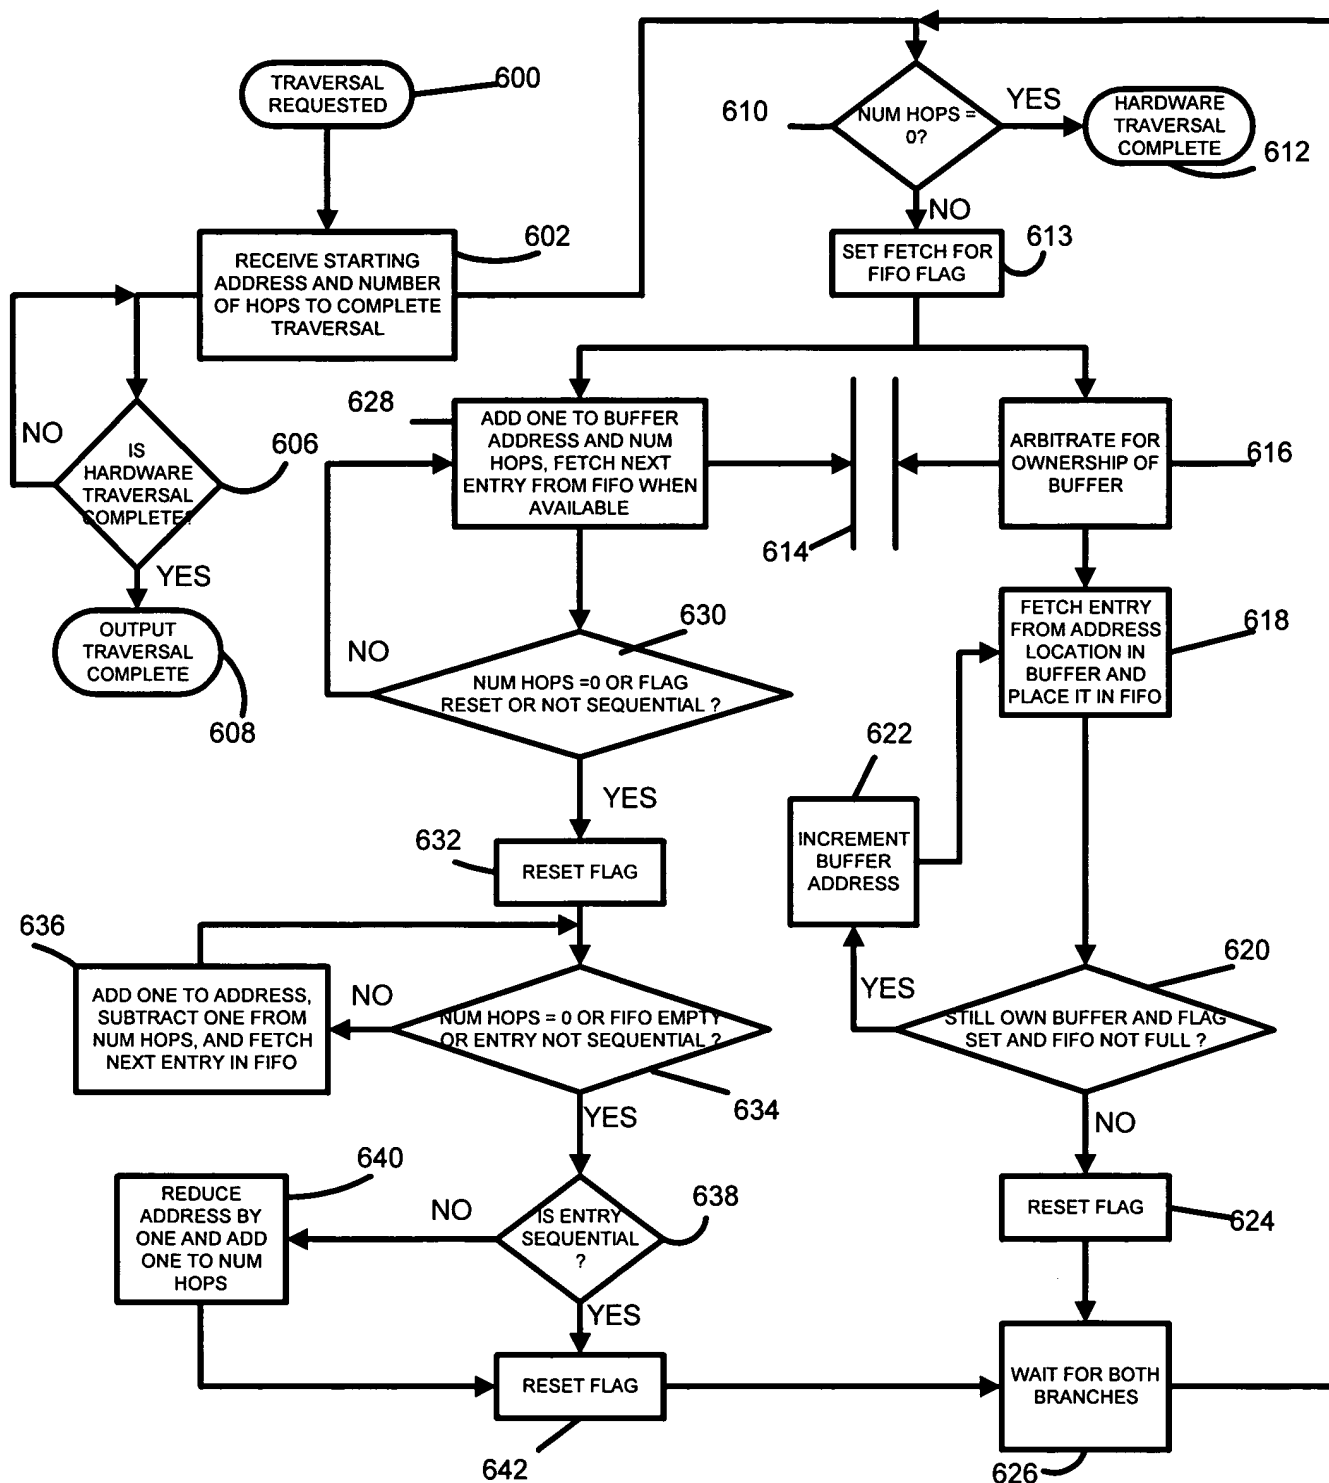 TRAVERSAL
REQUESTED
600
RECEIVE STARTING
ADDRESS AND NUMBER
OF HOPS TO COMPLETE
TRAVERSAL
602
NO
IS
HARDWARE
TRAVERSAL
COMPLETE?
606
YES
OUTPUT
TRAVERSAL
COMPLETE
608
610
NUM HOPS =
0?
YES
HARDWARE
TRAVERSAL
COMPLETE
612
NO
SET FETCH FOR
FIFO FLAG
613
628
ADD ONE TO BUFFER
ADDRESS AND NUM
HOPS, FETCH NEXT
ENTRY FROM FIFO WHEN
AVAILABLE
614
ARBITRATE FOR
OWNERSHIP OF
BUFFER
616
630
NO
NUM HOPS =0 OR FLAG
RESET OR NOT SEQUENTIAL ?
YES
FETCH ENTRY
FROM ADDRESS
LOCATION IN
BUFFER AND
PLACE IT IN FIFO
618
622
INCREMENT
BUFFER
ADDRESS
632
RESET FLAG
636
ADD ONE TO ADDRESS,
SUBTRACT ONE FROM
NUM HOPS, AND FETCH
NEXT ENTRY IN FIFO
NO
NUM HOPS = 0 OR FIFO EMPTY
OR ENTRY NOT SEQUENTIAL ?
634
YES
YES
620
STILL OWN BUFFER AND FLAG
SET AND FIFO NOT FULL ?
NO
640
REDUCE
ADDRESS BY
ONE AND ADD
ONE TO NUM
HOPS
NO
IS ENTRY
SEQUENTIAL
?
638
YES
RESET FLAG
624
RESET FLAG
642
WAIT FOR BOTH
BRANCHES
626